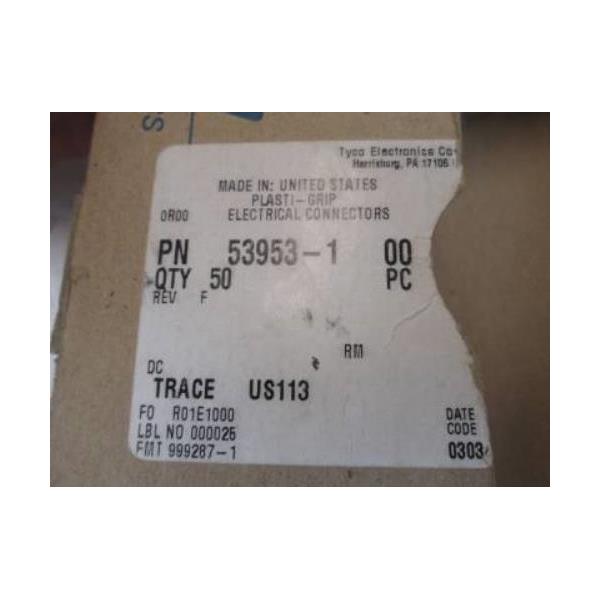 S
Tyco Electronics Co
Harrisburg, PA 17105
MADE IN: UNITED STATES
PLASTI-GRIP
0R00 ELECTRICAL CONNECTORS
PN 53953-1 00
QTY 50 PC
REV F
RM
DC
TRACE US113
FO R01E1000 DATE
LBL NO 000025 CODE
FMT 999287-1 0303